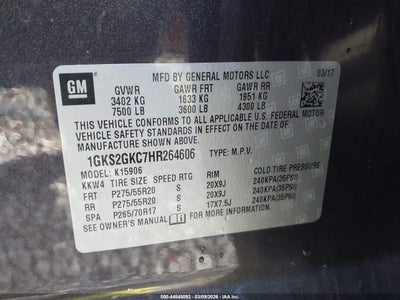 GM
MFD BY GENERAL MOTORS LLC
03/17
GVWR GAWR FRT GAWR RR
3402 KG 1633 KG 1951 KG
7500 LB 3600 LB 4300 LB
THIS VEHICLE CONFORMS TO ALL APPLICABLE U.S. FEDERAL MOTOR
VEHICLE SAFETY AND THEFT PREVENTION STANDARDS IN EFFECT ON THE DATE OF
MANUFACTURE SHOWN ABOVE.
1GKS2GKC7HR264606 TYPE: M.P.V.
MODEL: K15906
KKW4 TIRE SIZE SPEED RTG RIM COLD TIRE PRESSURE
FRT P275/55R20 S 20X9J 240KPA(35PSI)
RR P275/55R20 S 20X9J 240KPA(35PSI)
SPA P265/70R17 S 17X7.5J 240KPA(35PSI)
SEE OWNER'S MANUAL FOR MORE INFORMATION.
000-44565092 - 03/09/2026 - IAA Inc.